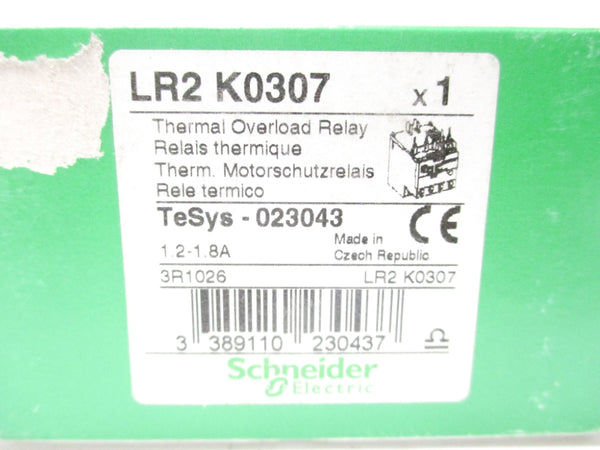 LR2 K0307 x 1
Thermal Overload Relay
Relais thermique
Therm. Motorschutzrelais
Rele termico
TeSys - 023043
CE
1.2-1.8A
Made in
Czech Republic
3R1026 LR2 K0307
3 389110 230437
Schneider
Electric